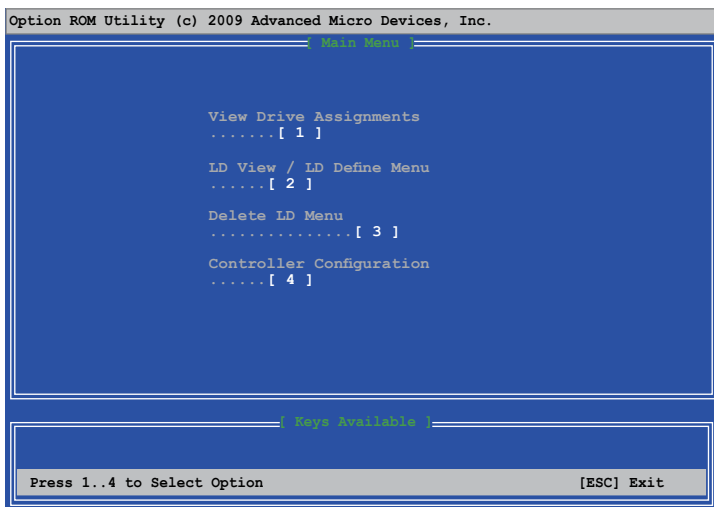 Option ROM Utility (c) 2009 Advanced Micro Devices, Inc.
[ Main Menu ]
View Drive Assignments
.......[ 1 ]
LD View / LD Define Menu
......[ 2 ]
Delete LD Menu
...............[ 3 ]
Controller Configuration
......[ 4 ]
[ Keys Available ]
Press 1..4 to Select Option [ESC] Exit